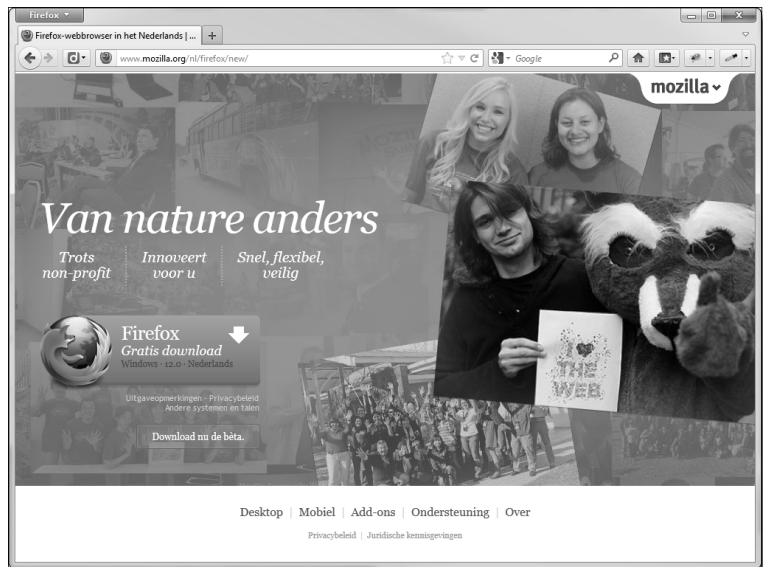 Firefox
Firefox-webbrowser in het Nederlands | ...
www.mozilla.org/nl/firefox/new/
Google
mozilla
Van nature anders
Trots
non-profit
Innoveert
voor u
Snel, flexibel,
veilig
I
THE
WEB
Firefox
Gratis download
Windows · 12.0 · Nederlands
Uitgaveopmerkingen - Privacybeleid
Andere systemen en talen
Download nu de bèta.
Desktop | Mobiel | Add-ons | Ondersteuning | Over
Privacybeleid | Juridische kennisgevingen